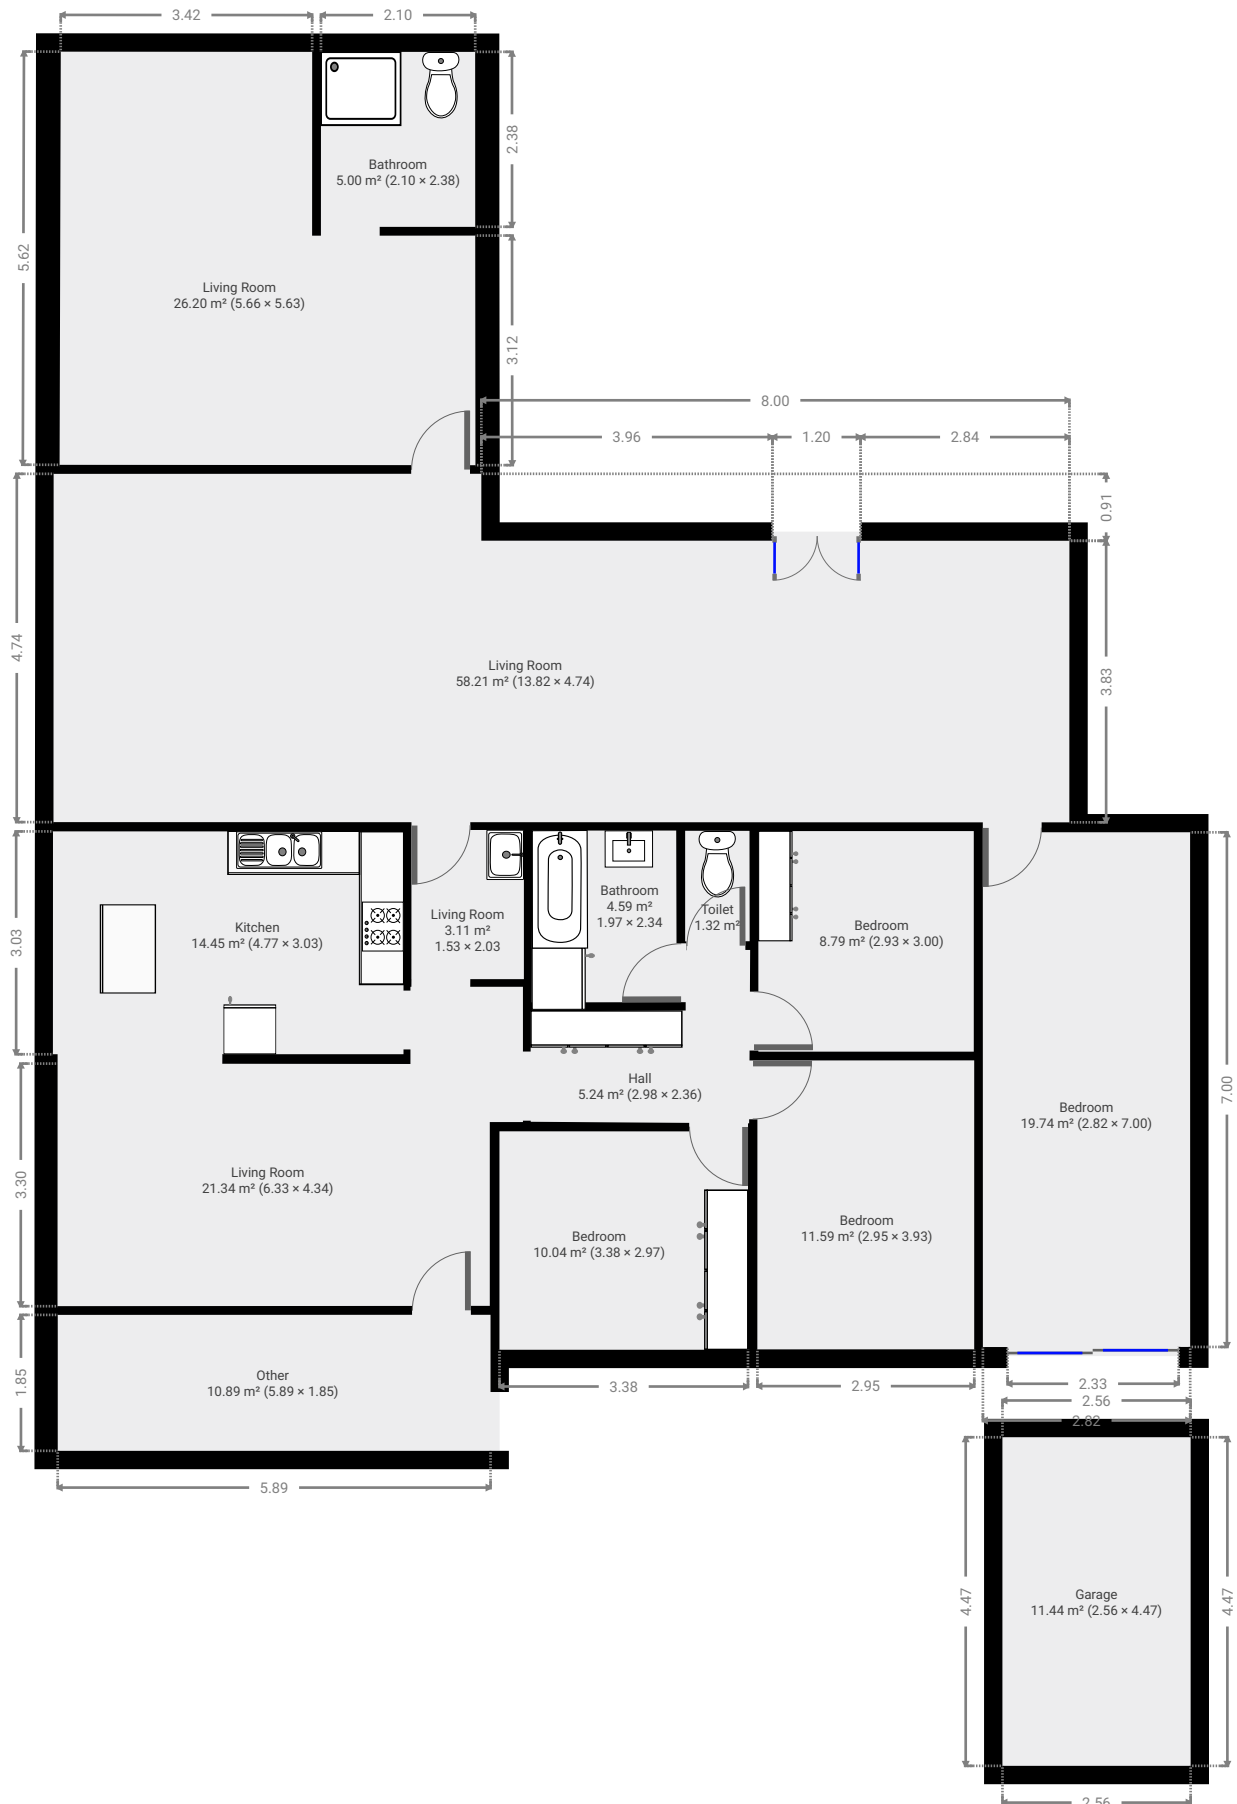 3.42
2.10
5.62
2.38
Bathroom
5.00 m² (2.10 × 2.38)
Living Room
26.20 m² (5.66 × 5.63)
3.12
8.00
3.96
1.20
2.84
0.91
4.74
Living Room
58.21 m² (13.82 × 4.74)
3.83
3.03
Kitchen
14.45 m² (4.77 × 3.03)
Living Room
3.11 m²
1.53 × 2.03
Bathroom
4.59 m²
1.97 × 2.34
Toilet
1.32 m²
Bedroom
8.79 m² (2.93 × 3.00)
Hall
5.24 m² (2.98 × 2.36)
Bedroom
19.74 m² (2.82 × 7.00)
7.00
3.30
Living Room
21.34 m² (6.33 × 4.34)
Bedroom
10.04 m² (3.38 × 2.97)
Bedroom
11.59 m² (2.95 × 3.93)
1.85
Other
10.89 m² (5.89 × 1.85)
3.38
2.95
2.33
2.56
2.82
5.89
4.47
Garage
11.44 m² (2.56 × 4.47)
4.47
2.56